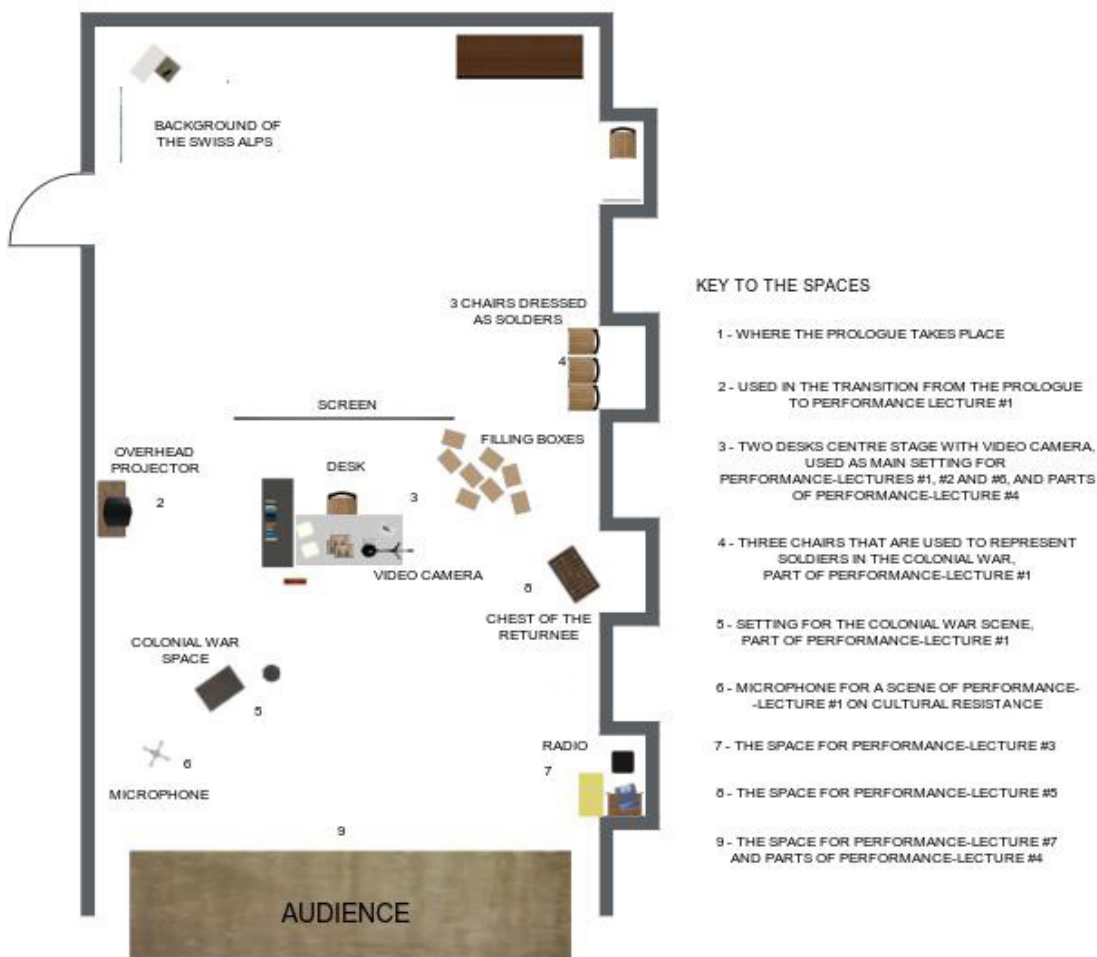 BACKGROUND OF
THE SWISS ALPS
3 CHAIRS DRESSED
AS SOLDERS
4
SCREEN
FILLING BOXES
OVERHEAD
PROJECTOR
2
DESK
3
VIDEO CAMERA
8
CHEST OF THE
RETURNEE
COLONIAL WAR
SPACE
5
6
MICROPHONE
RADIO
7
9
AUDIENCE
KEY TO THE SPACES
1 - WHERE THE PROLOGUE TAKES PLACE
2 - USED IN THE TRANSITION FROM THE PROLOGUE
TO PERFORMANCE LECTURE #1
3 - TWO DESKS CENTRE STAGE WITH VIDEO CAMERA,
USED AS MAIN SETTING FOR
PERFORMANCE-LECTURES #1, #2 AND #6, AND PARTS
OF PERFORMANCE-LECTURE #4
4 - THREE CHAIRS THAT ARE USED TO REPRESENT
SOLDIERS IN THE COLONIAL WAR,
PART OF PERFORMANCE-LECTURE #1
5 - SETTING FOR THE COLONIAL WAR SCENE,
PART OF PERFORMANCE-LECTURE #1
6 - MICROPHONE FOR A SCENE OF PERFORMANCE-
-LECTURE #1 ON CULTURAL RESISTANCE
7 - THE SPACE FOR PERFORMANCE-LECTURE #3
8 - THE SPACE FOR PERFORMANCE-LECTURE #5
9 - THE SPACE FOR PERFORMANCE-LECTURE #7
AND PARTS OF PERFORMANCE-LECTURE #4